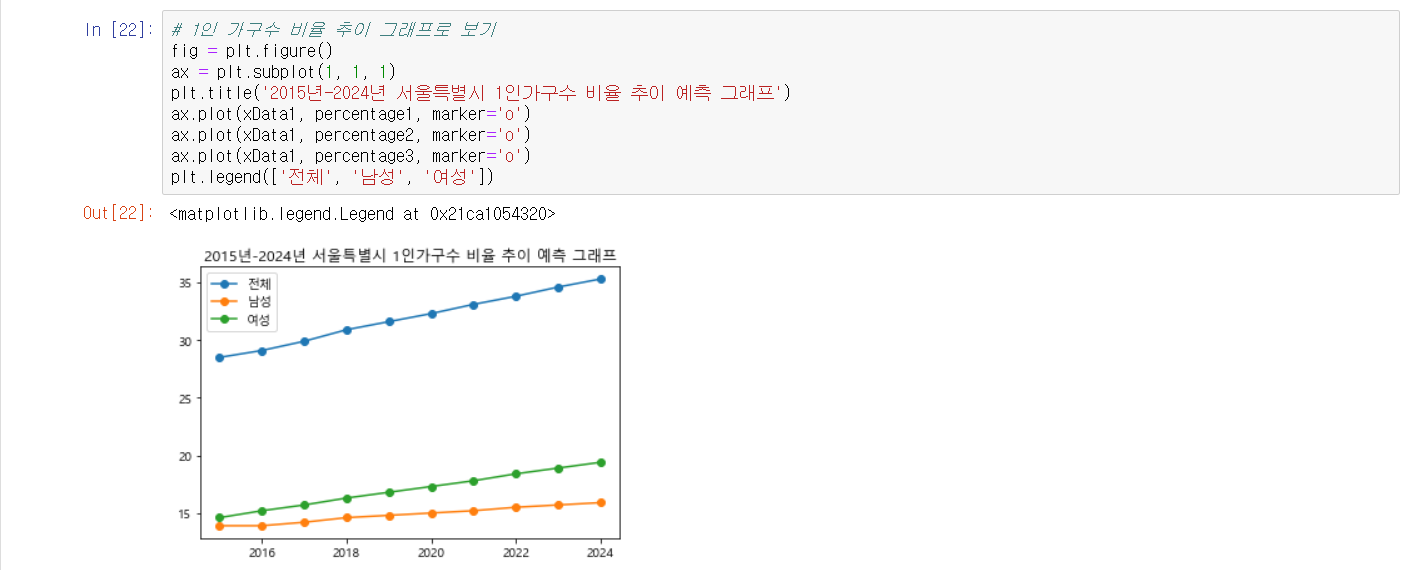 In [22]:
# 1인 가구수 비율 추이 그래프로 보기
fig = plt.figure()
ax = plt.subplot(1, 1, 1)
plt.title('2015년-2024년 서울특별시 1인가구수 비율 추이 예측 그래프')
ax.plot(xData1, percentage1, marker='o')
ax.plot(xData1, percentage2, marker='o')
ax.plot(xData1, percentage3, marker='o')
plt.legend(['전체', '남성', '여성'])
Out[22]: <matplotlib.legend.Legend at 0x21ca1054320>
2015년-2024년 서울특별시 1인가구수 비율 추이 예측 그래프
전체
남성
여성
35
30
25
20
15
2016 2018 2020 2022 2024